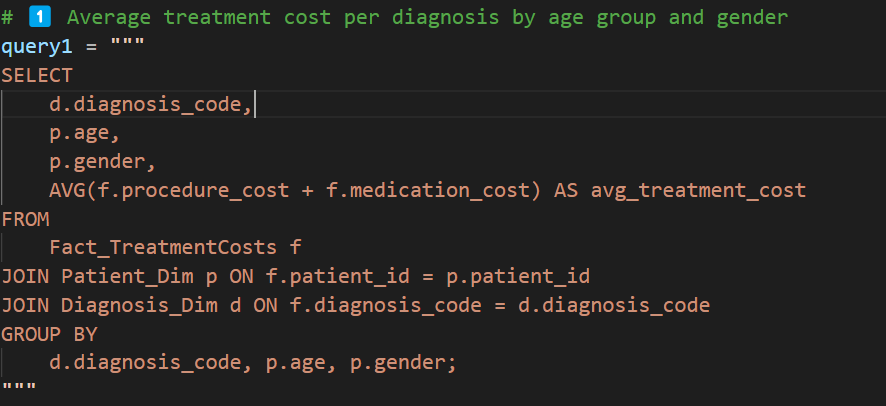 # 1️⃣ Average treatment cost per diagnosis by age group and gender
query1 = """
SELECT
    d.diagnosis_code,
    p.age,
    p.gender,
    AVG(f.procedure_cost + f.medication_cost) AS avg_treatment_cost
FROM
    Fact_TreatmentCosts f
JOIN Patient_Dim p ON f.patient_id = p.patient_id
JOIN Diagnosis_Dim d ON f.diagnosis_code = d.diagnosis_code
GROUP BY
    d.diagnosis_code, p.age, p.gender;
"""